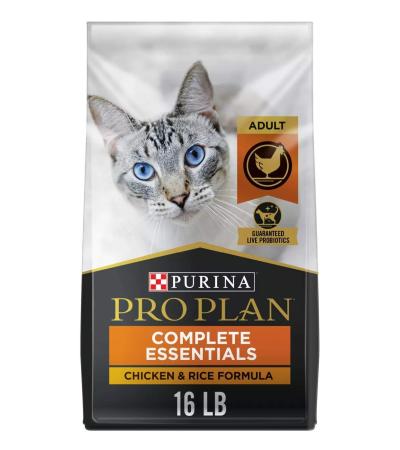 ADULT
GUARANTEED
LIVE PROBIOTICS
PURINA
PRO PLAN
COMPLETE
ESSENTIALS
CHICKEN & RICE FORMULA
16 LB